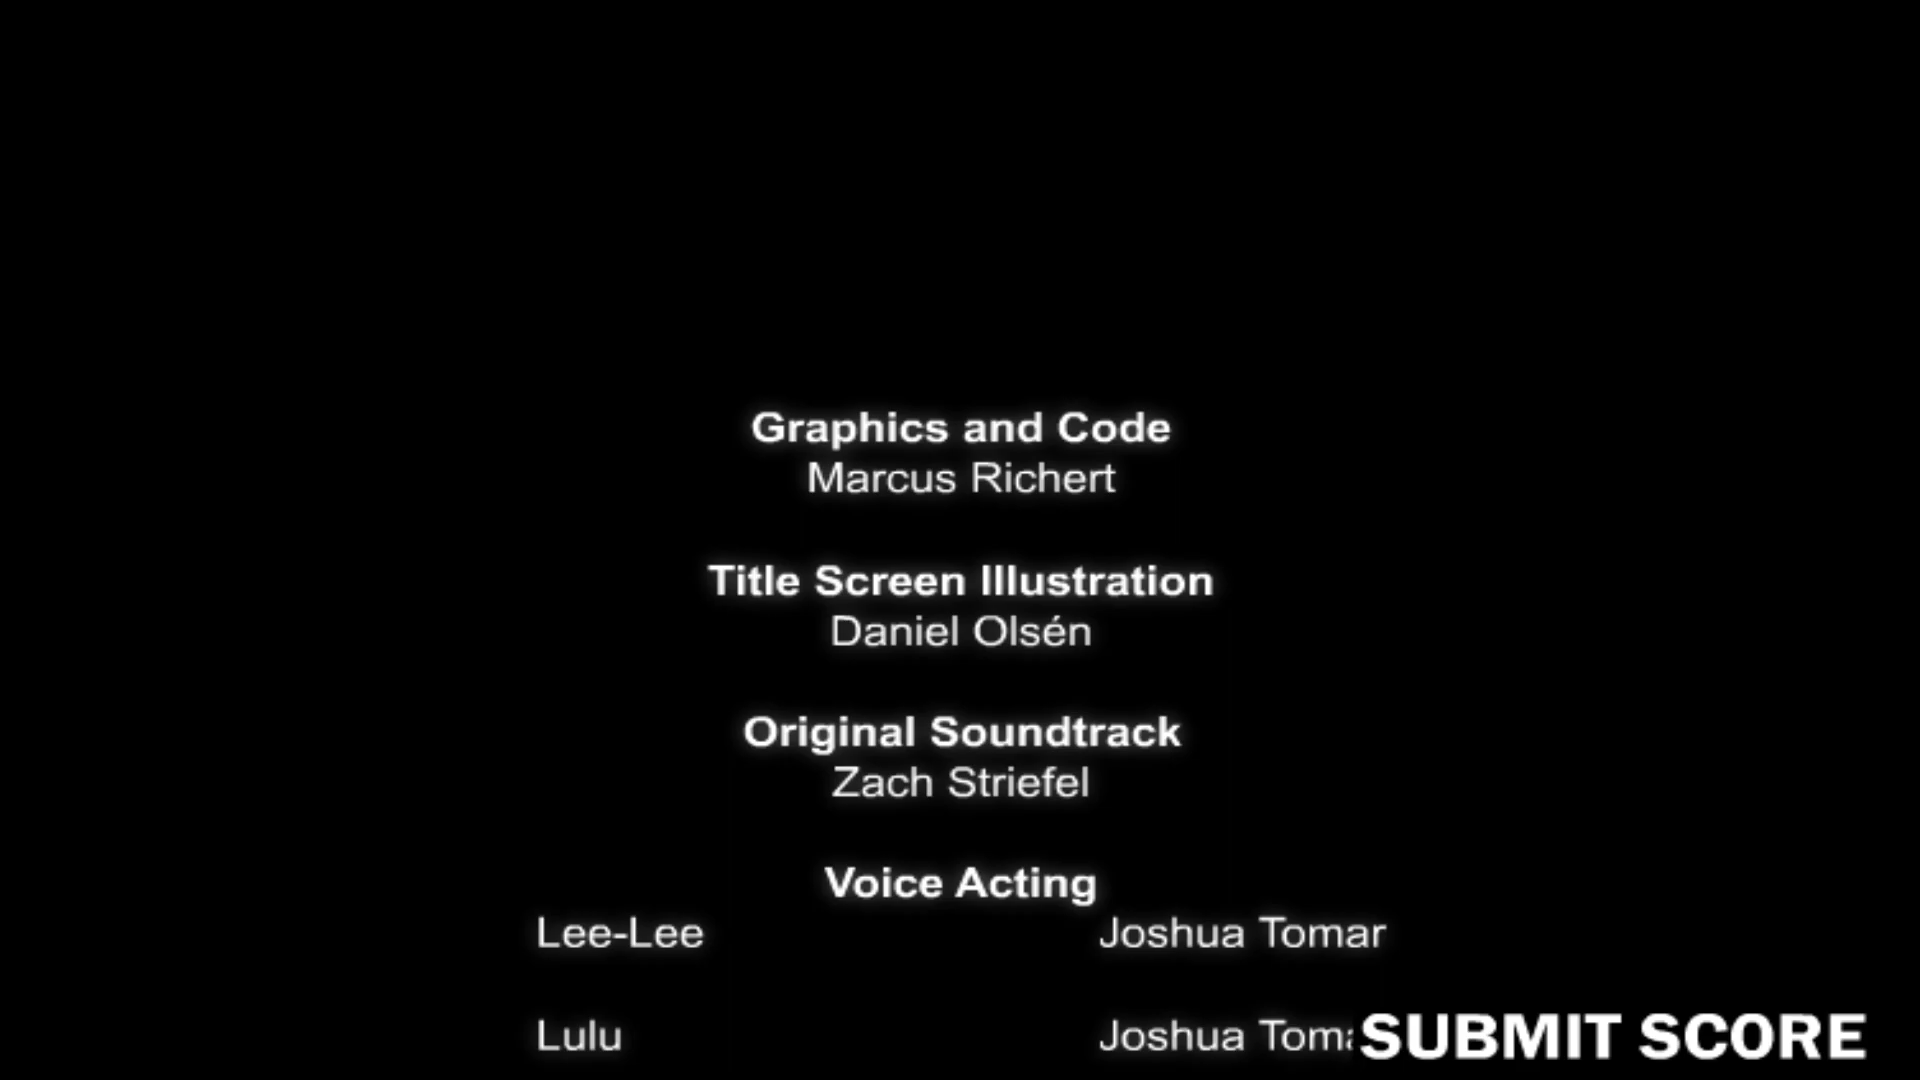 Graphics and Code
Marcus Richert
Title Screen Illustration
Daniel Olsén
Original Soundtrack
Zach Striefel
Voice Acting
Lee-Lee Joshua Tomar
Lulu Joshua
SUBMIT SCORE